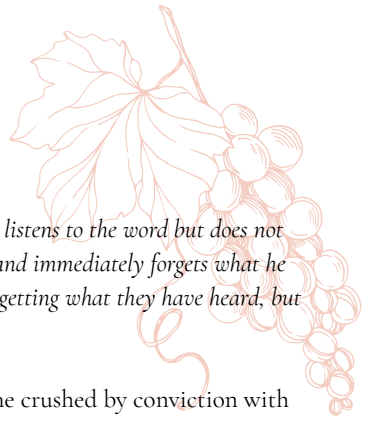 listens to the word but does not
and immediately forgets what he
getting what they have heard, but
ne crushed by conviction with